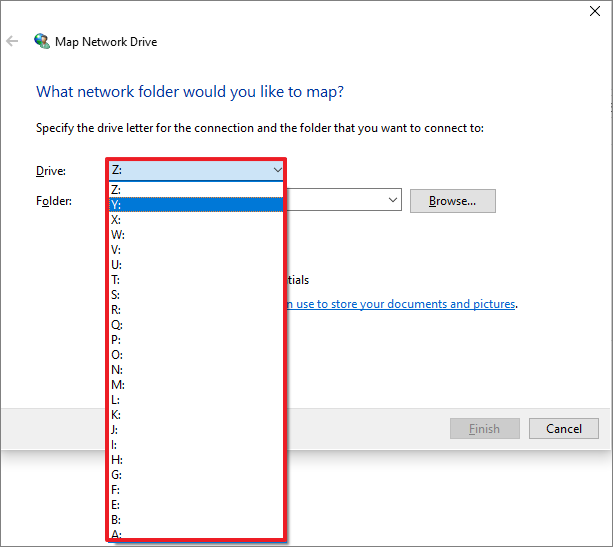 Map Network Drive
What network folder would you like to map?
Specify the drive letter for the connection and the folder that you want to connect to:
Drive: Z:
Z:
Folder: Browse...
Y:
X:
W:
V:
U:
T:
tials
S:
n use to store your documents and pictures.
R:
Q:
P:
O:
N:
M:
L:
K:
J:
Finish Cancel
I:
H:
G:
F:
E:
B:
A: